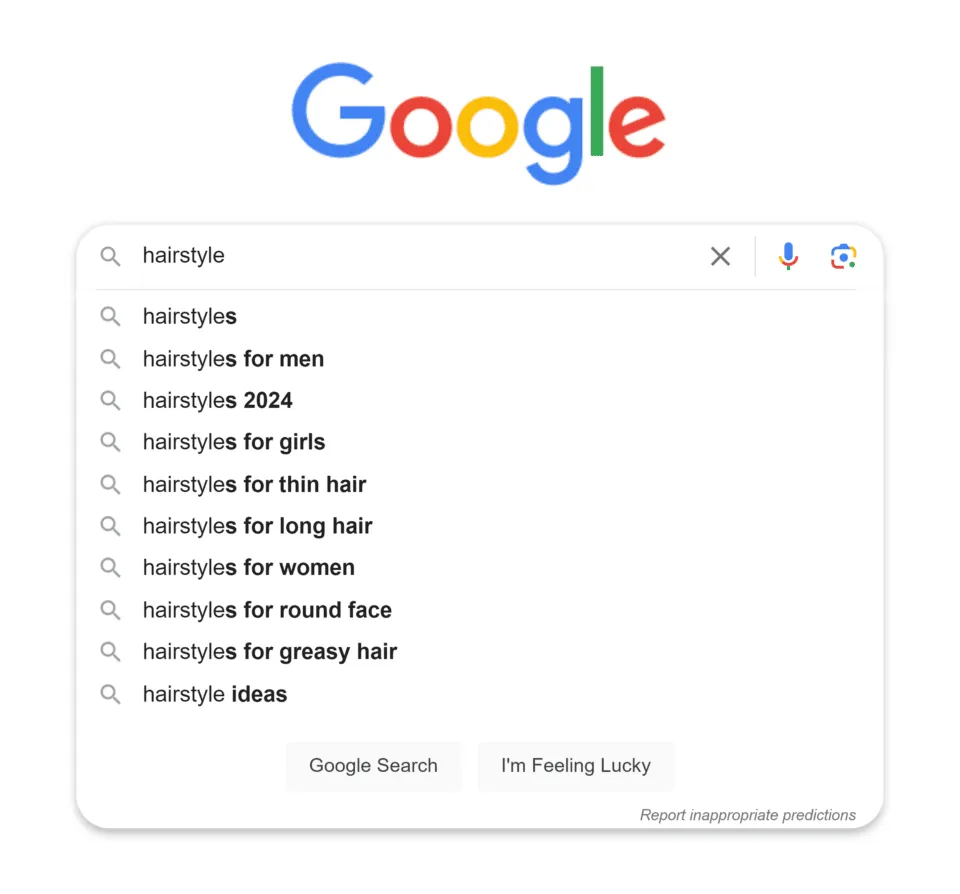 Google
hairstyle
hairstyles
hairstyles for men
hairstyles 2024
hairstyles for girls
hairstyles for thin hair
hairstyles for long hair
hairstyles for women
hairstyles for round face
hairstyles for greasy hair
hairstyle ideas
Google Search
I'm Feeling Lucky
Report inappropriate predictions